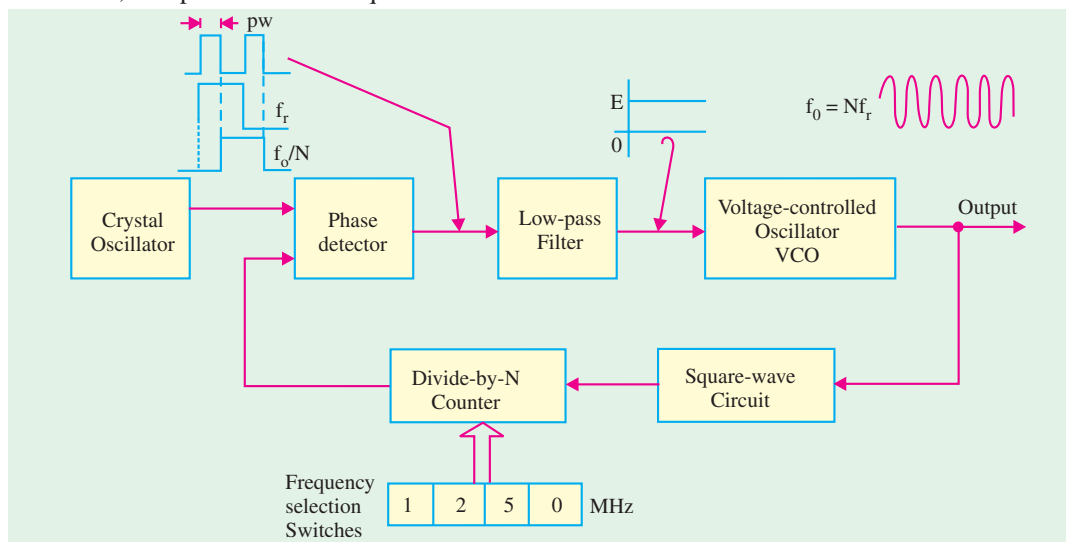 pw
f_r
f_o/N
E
0
f_0 = Nf_r
Crystal
Oscillator
Phase
detector
Low-pass
Filter
Voltage-controlled
Oscillator
VCO
Output
Divide-by-N
Counter
Square-wave
Circuit
Frequency
selection
Switches
1 2 5 0 MHz